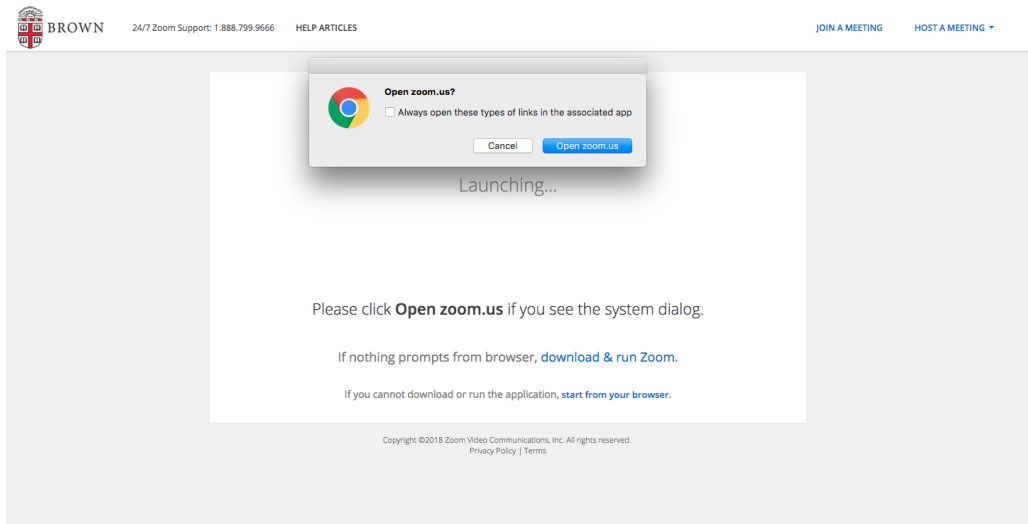 BROWN 24/7 Zoom Support: 1.888.799.9666 HELP ARTICLES JOIN A MEETING HOST A MEETING
Open zoom.us?
Always open these types of links in the associated app
Cancel Open zoom.us
Launching...
Please click Open zoom.us if you see the system dialog.
If nothing prompts from browser, download & run Zoom.
If you cannot download or run the application, start from your browser.
Copyright ©2018 Zoom Video Communications, Inc. All rights reserved.
Privacy Policy | Terms